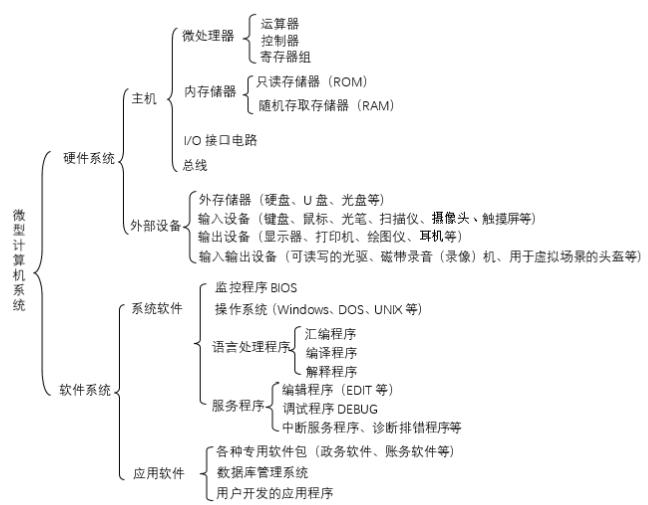 微型计算机系统
硬件系统
主机
微处理器
运算器
控制器
寄存器组
内存储器
只读存储器（ROM）
随机存取存储器（RAM）
I/O 接口电路
总线
外部设备
外存储器（硬盘、U 盘、光盘等）
输入设备（键盘、鼠标、光笔、扫描仪、摄像头、触摸屏等）
输出设备（显示器、打印机、绘图仪、耳机等）
输入输出设备（可读写的光驱、磁带录音（录像）机、用于虚拟场景的头盔等）
软件系统
系统软件
监控程序 BIOS
操作系统（Windows、DOS、UNIX 等）
语言处理程序
汇编程序
编译程序
解释程序
服务程序
编辑程序（EDIT 等）
调试程序 DEBUG
中断服务程序、诊断排错程序等
应用软件
各种专用软件包（政务软件、账务软件等）
数据库管理系统
用户开发的应用程序